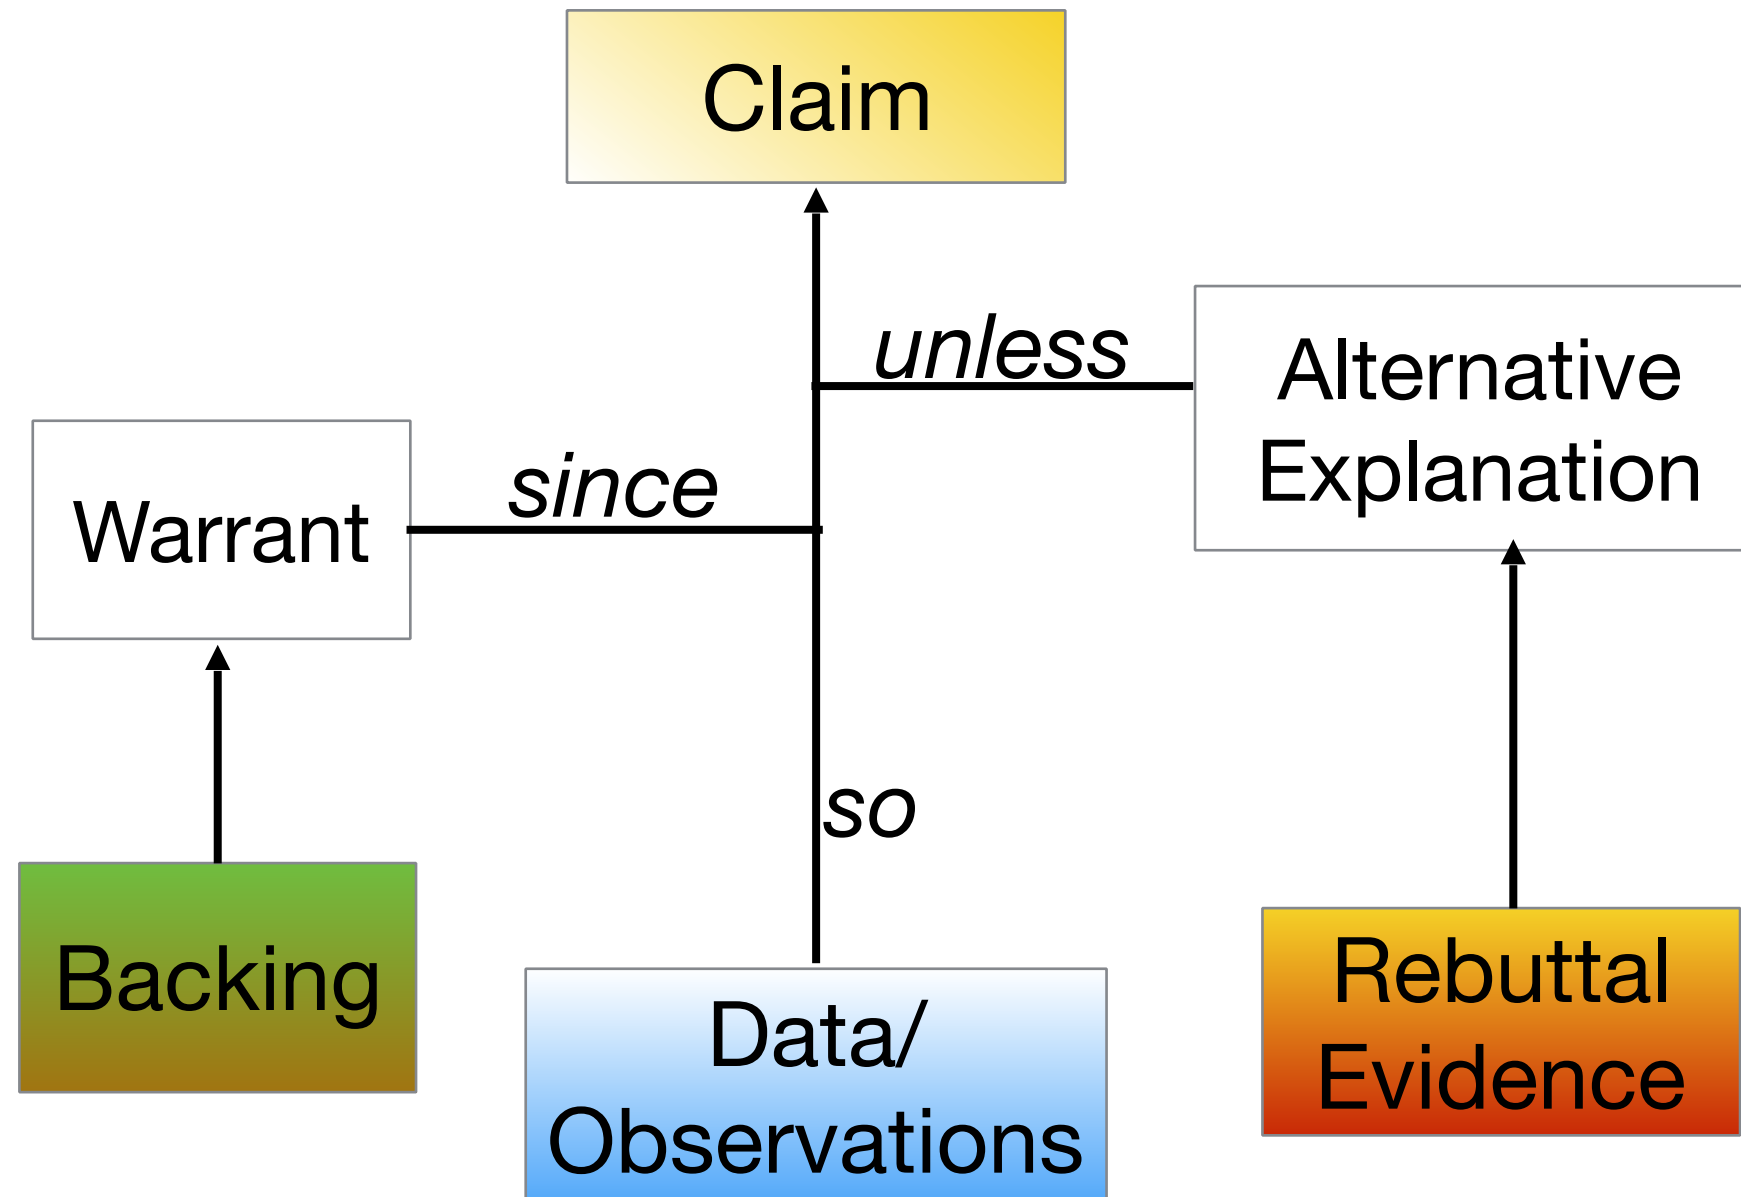 Claim
unless
Alternative
Explanation
since
Warrant
so
Backing
Data/
Observations
Rebuttal
Evidence